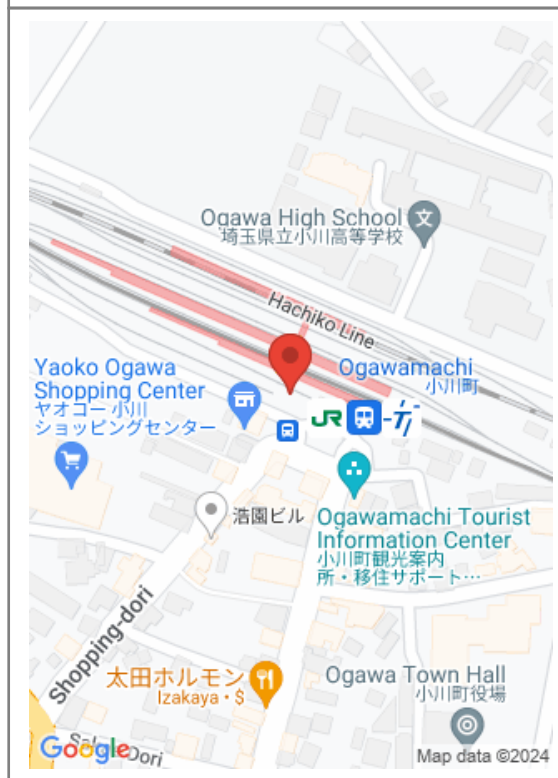 Ogawa High School
埼玉県立小川高等学校
文
Hachiko Line
Yaoko Ogawa
Shopping Center
ヤオコー 小川
ショッピングセンター
Ogawamachi
小川町
JR
浩園ビル
Ogawamachi Tourist
Information Center
小川町観光案内
所・移住サポート…
Shopping-dori
太田ホルモン
Izakaya・$
Ogawa Town Hall
小川町役場
Dori
Google
Map data ©2024